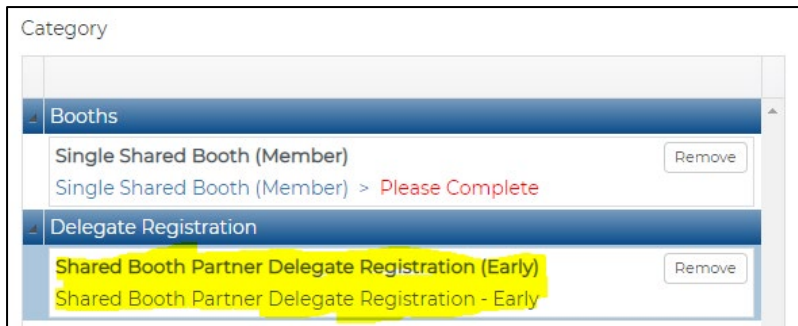 Category
Booths
Single Shared Booth (Member)
Remove
Single Shared Booth (Member) > Please Complete
Delegate Registration
Shared Booth Partner Delegate Registration (Early)
Remove
Shared Booth Partner Delegate Registration - Early